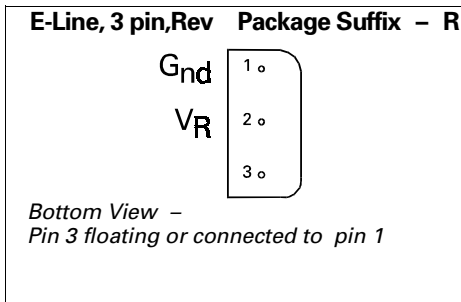 E-Line, 3 pin,Rev Package Suffix – R
Gnd 1
VR 2
3
Bottom View –
Pin 3 floating or connected to pin 1